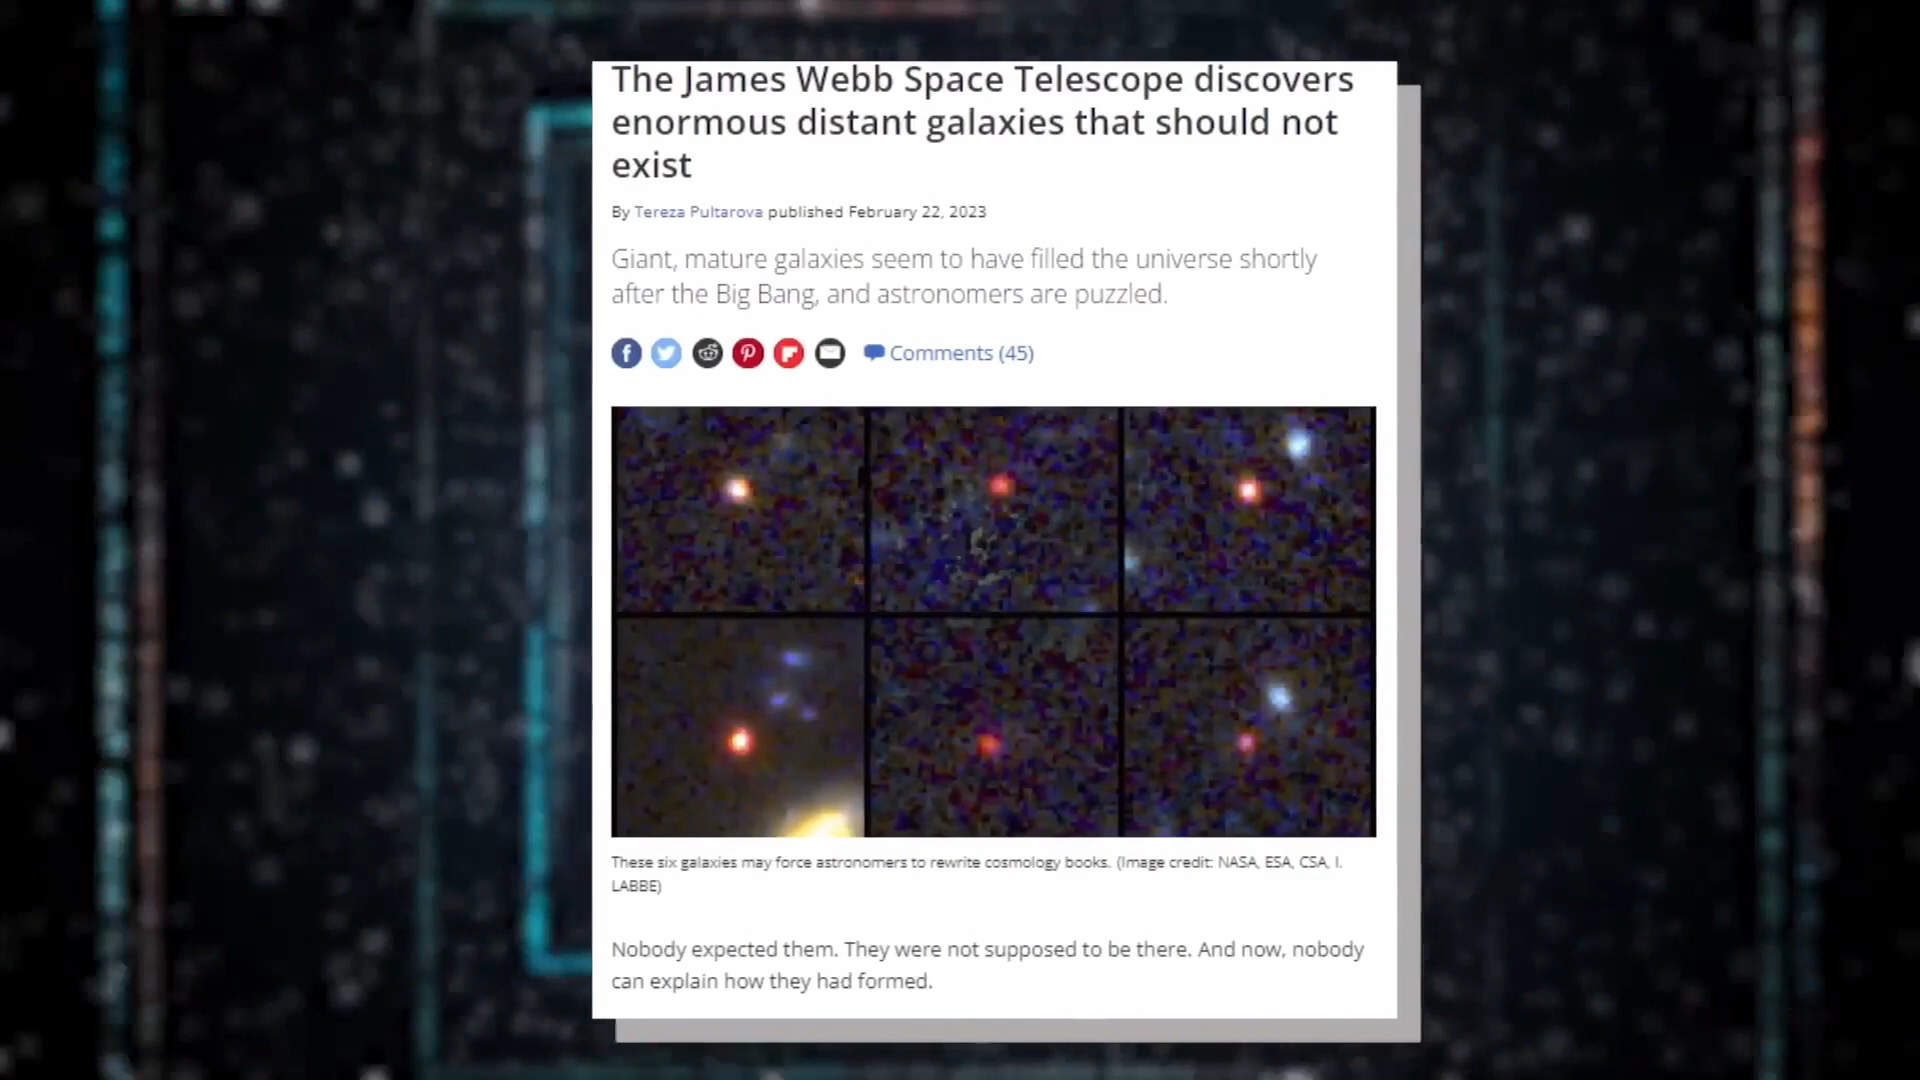 The James Webb Space Telescope discovers
enormous distant galaxies that should not
exist
By Tereza Pultarova published February 22, 2023
Giant, mature galaxies seem to have filled the universe shortly
after the Big Bang, and astronomers are puzzled.
Comments (45)
These six galaxies may force astronomers to rewrite cosmology books. (Image credit: NASA, ESA, CSA, I.
LABBE)
Nobody expected them. They were not supposed to be there. And now, nobody
can explain how they had formed.